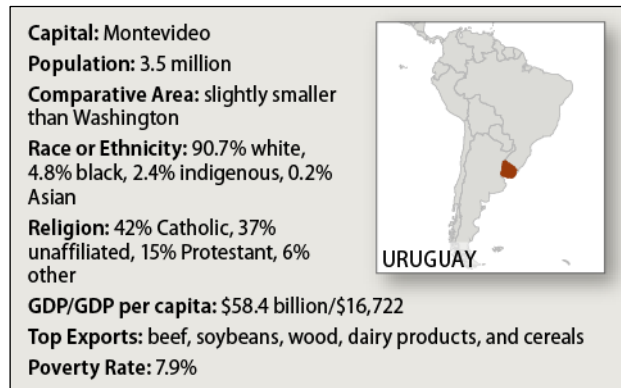 Capital: Montevideo
Population: 3.5 million
Comparative Area: slightly smaller
than Washington
Race or Ethnicity: 90.7% white,
4.8% black, 2.4% indigenous, 0.2%
Asian
Religion: 42% Catholic, 37%
unaffiliated, 15% Protestant, 6%
other
URUGUAY
GDP/GDP per capita: $58.4 billion/$16,722
Top Exports: beef, soybeans, wood, dairy products, and cereals
Poverty Rate: 7.9%